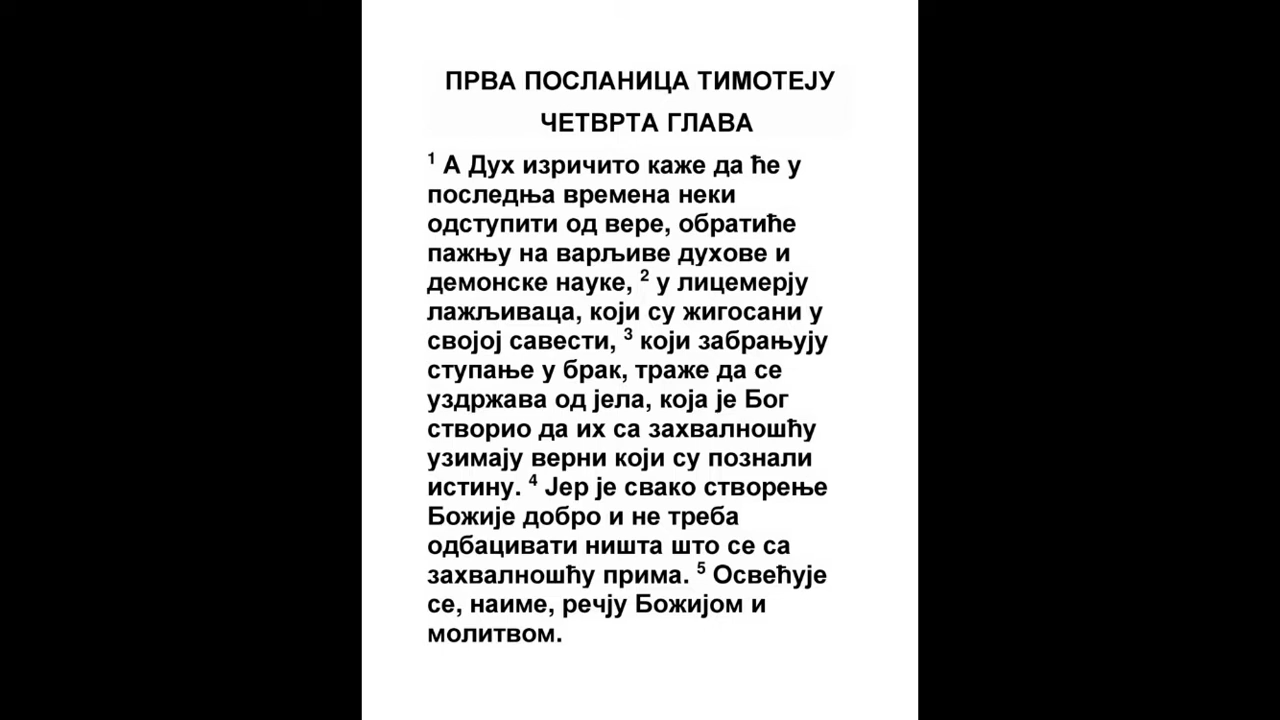 ПРВА ПОСЛАНИЦА ТИМОТЕЈУ
ЧЕТВРТА ГЛАВА
¹ А Дух изричито каже да ће у
последња времена неки
одступити од вере, обратиће
пажњу на варљиве духове и
демонске науке, ² у лицемерју
лажљиваца, који су жигосани у
својој савести, ³ који забрањују
ступање у брак, траже да се
уздржава од јела, која је Бог
створио да их са захвалношћу
узимају верни који су познали
истину. ⁴ Јер је свако створење
Божије добро и не треба
одбацивати ништа што се са
захвалношћу прима. ⁵ Освећује
се, наиме, речју Божијом и
молитвом.